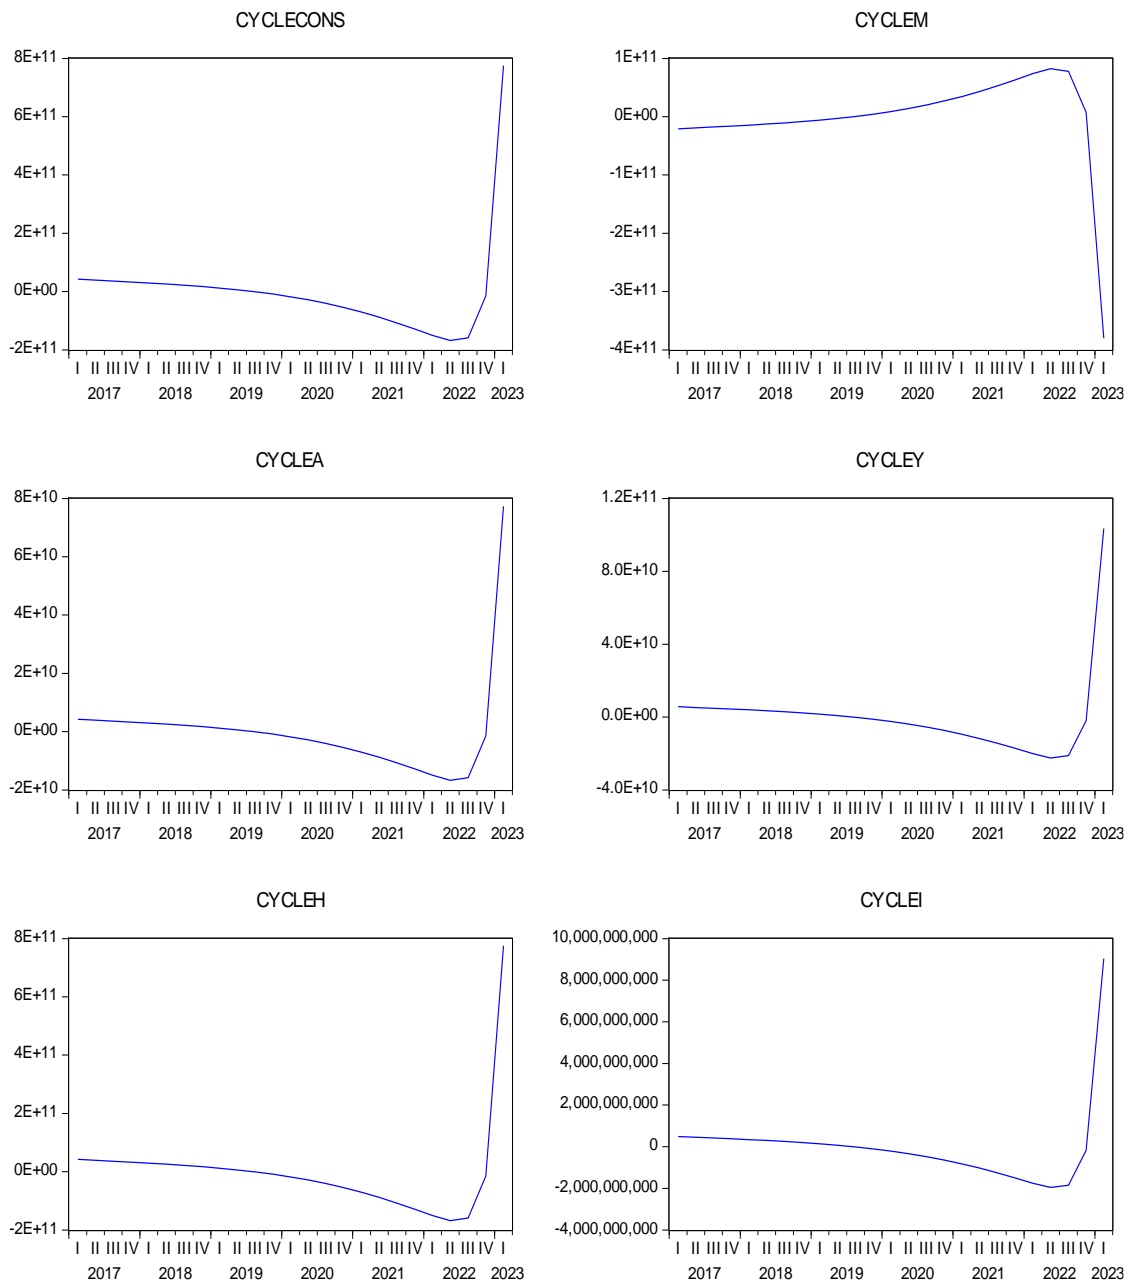 CYCLECONS
8E+11
6E+11
4E+11
2E+11
0E+00
-2E+11
I II III IV I II III IV I II III IV I II III IV I II III IV I II III IV I
2017 2018 2019 2020 2021 2022 2023
CYCLEM
1E+11
0E+00
-1E+11
-2E+11
-3E+11
-4E+11
I II III IV I II III IV I II III IV I II III IV I II III IV I II III IV I
2017 2018 2019 2020 2021 2022 2023
CYCLEA
8E+10
6E+10
4E+10
2E+10
0E+00
-2E+10
I II III IV I II III IV I II III IV I II III IV I II III IV I II III IV I
2017 2018 2019 2020 2021 2022 2023
CYCLEY
1.2E+11
8.0E+10
4.0E+10
0.0E+00
-4.0E+10
I II III IV I II III IV I II III IV I II III IV I II III IV I II III IV I
2017 2018 2019 2020 2021 2022 2023
CYCLEH
8E+11
6E+11
4E+11
2E+11
0E+00
-2E+11
I II III IV I II III IV I II III IV I II III IV I II III IV I II III IV I
2017 2018 2019 2020 2021 2022 2023
CYCLEI
10,000,000,000
8,000,000,000
6,000,000,000
4,000,000,000
2,000,000,000
0
-2,000,000,000
-4,000,000,000
I II III IV I II III IV I II III IV I II III IV I II III IV I II III IV I
2017 2018 2019 2020 2021 2022 2023